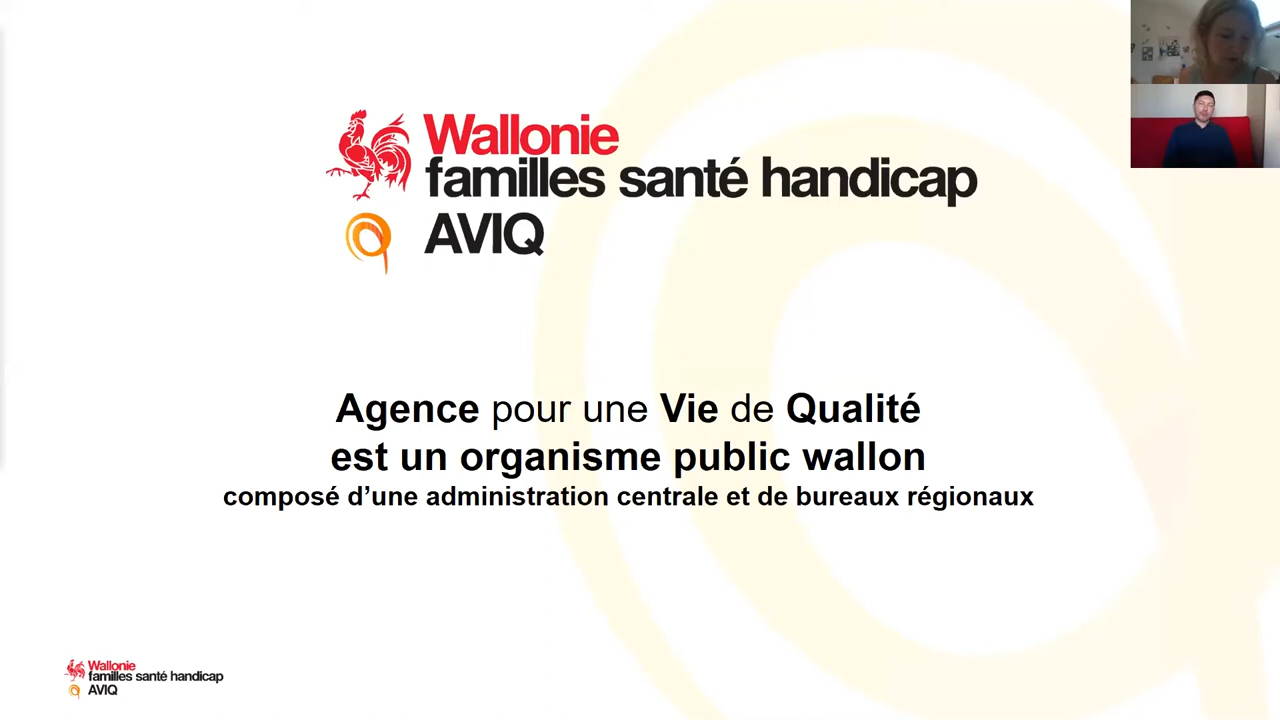 Wallonie
familles santé handicap
AVIQ
Agence pour une Vie de Qualité
est un organisme public wallon
composé d’une administration centrale et de bureaux régionaux
Wallonie
familles santé handicap
AVIQ